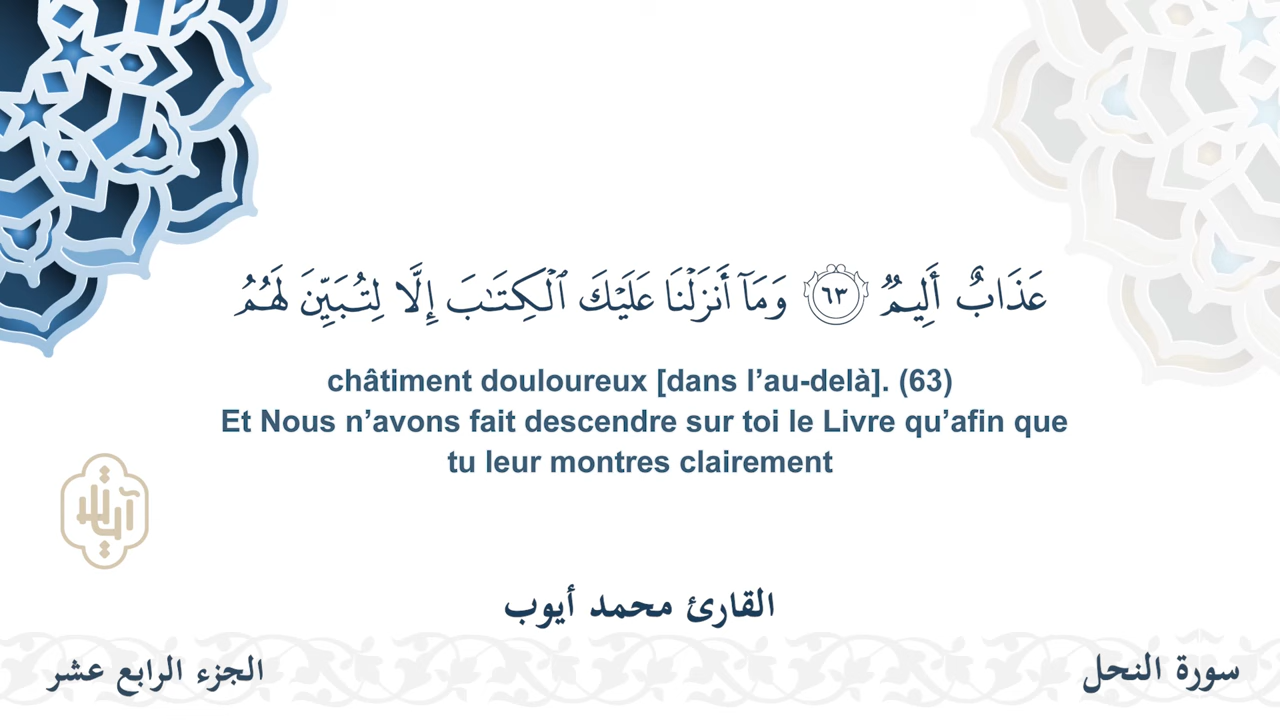 عَذَابٌ أَلِيمٌ ٦٣ وَمَآ أَنزَلْنَا عَلَيْكَ ٱلْكِتَـٰبَ إِلَّا لِتُبَيِّنَ لَهُمُ
châtiment douloureux [dans l’au-delà]. (63)
Et Nous n’avons fait descendre sur toi le Livre qu’afin que
tu leur montres clairement
آيات
القارئ محمد أيوب
سورة النحل
الجزء الرابع عشر